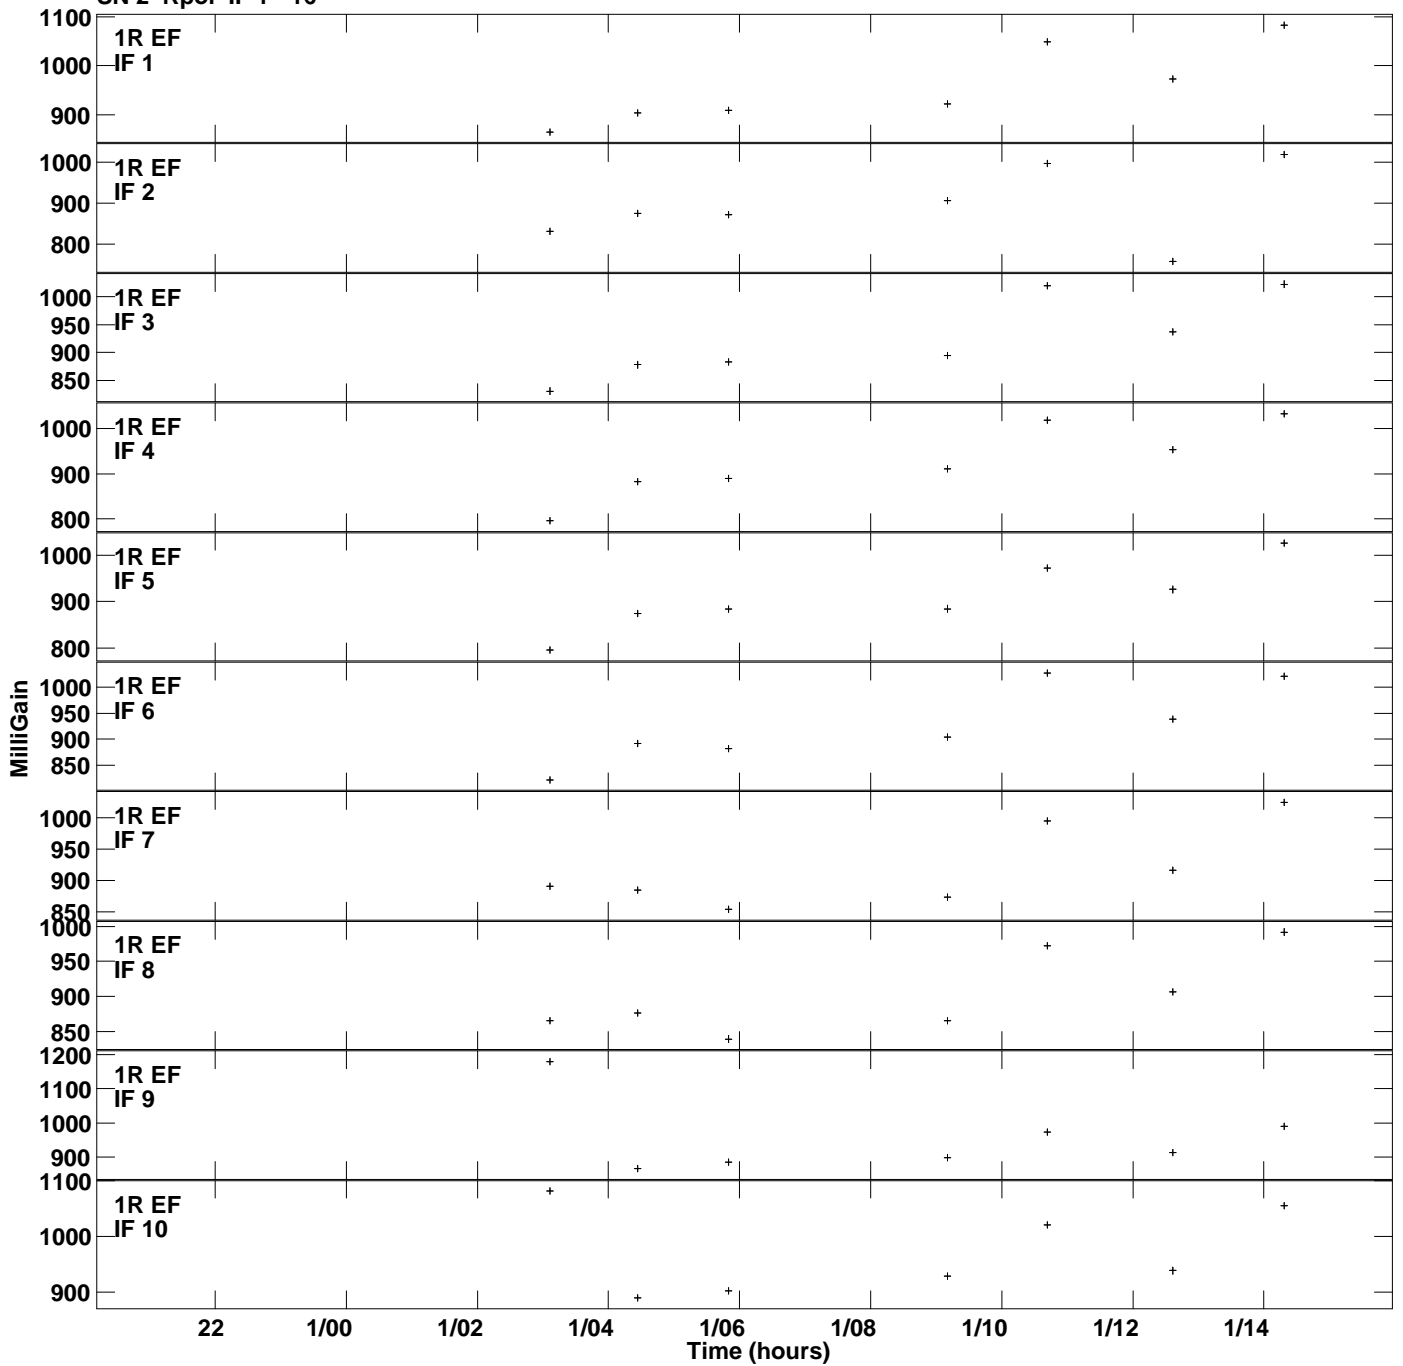 1100
1R EF
IF 1
1000
900
1000
1R EF
IF 2
900
800
1000
1R EF
IF 3
950
900
850
1000
1R EF
IF 4
900
800
1000
1R EF
IF 5
900
800
1000
1R EF
IF 6
950
900
850
1000
1R EF
IF 7
950
900
850
1000
1R EF
IF 8
950
900
850
1200
1R EF
IF 9
1100
1000
900
1100
1R EF
IF 10
1000
900
MilliGain
22 1/00 1/02 1/04 1/06 1/08 1/10 1/12 1/14
Time (hours)